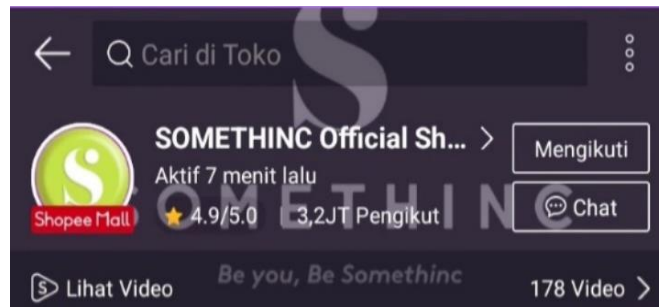 Cari di Toko
SOMETHINC Official Sh...
Mengikuti
Aktif 7 menit lalu
4.9/5.0
3,2JT Pengikut
Chat
Shopee Mall
SOMETHINC
Be you, Be Somethinc
Lihat Video
178 Video